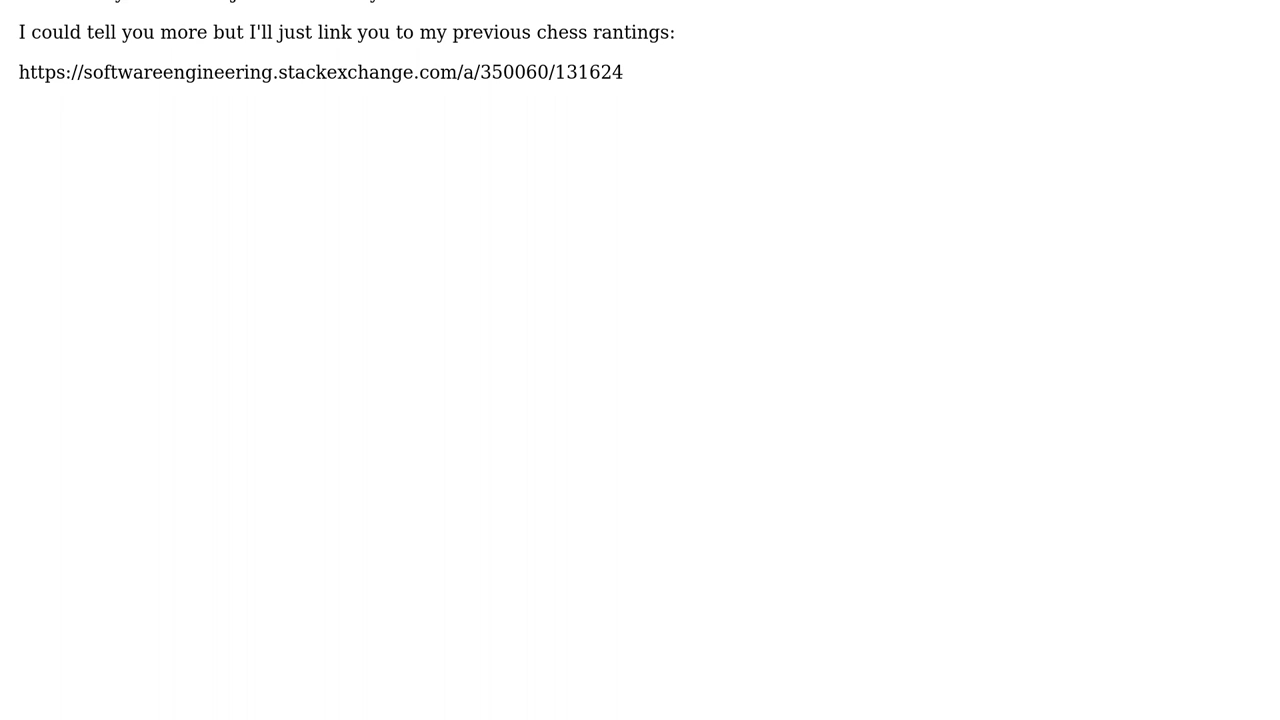 I could tell you more but I'll just link you to my previous chess rantings:
https://softwareengineering.stackexchange.com/a/350060/131624